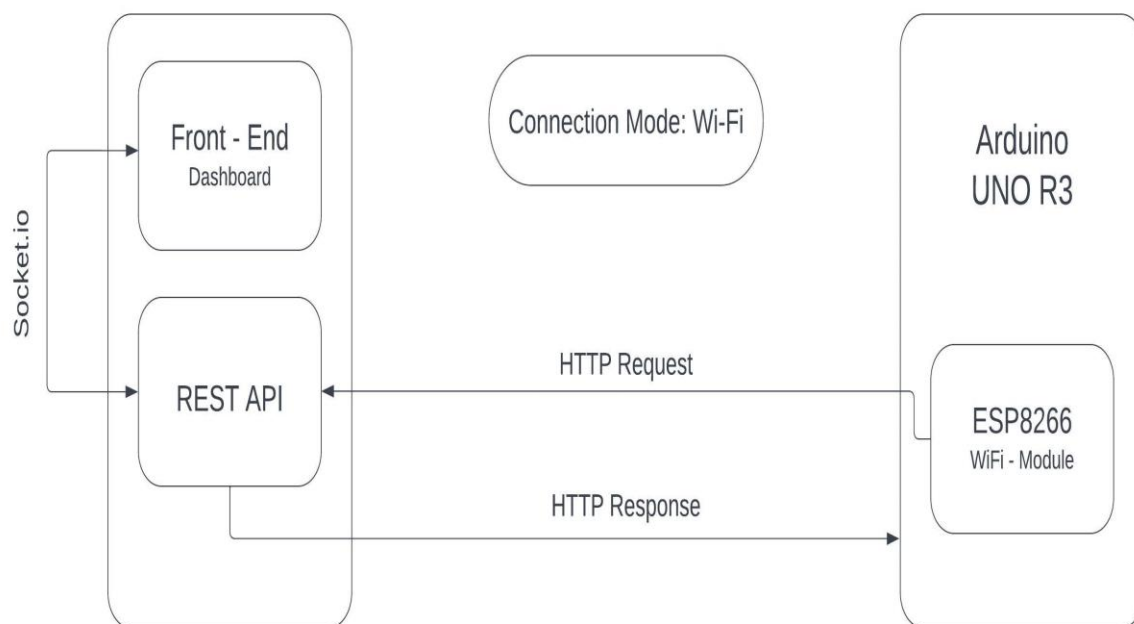 Front - End
Dashboard
Connection Mode: Wi-Fi
Arduino
UNO R3
Socket.io
REST API
HTTP Request
ESP8266
WiFi - Module
HTTP Response